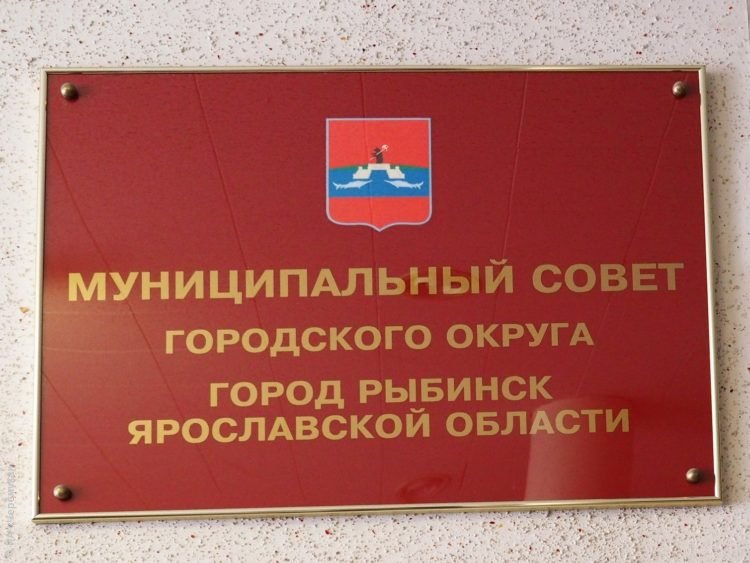 МУНИЦИПАЛЬНЫЙ СОВЕТ
ГОРОДСКОГО ОКРУГА
ГОРОД РЫБИНСК
ЯРОСЛАВСКОЙ ОБЛАСТИ